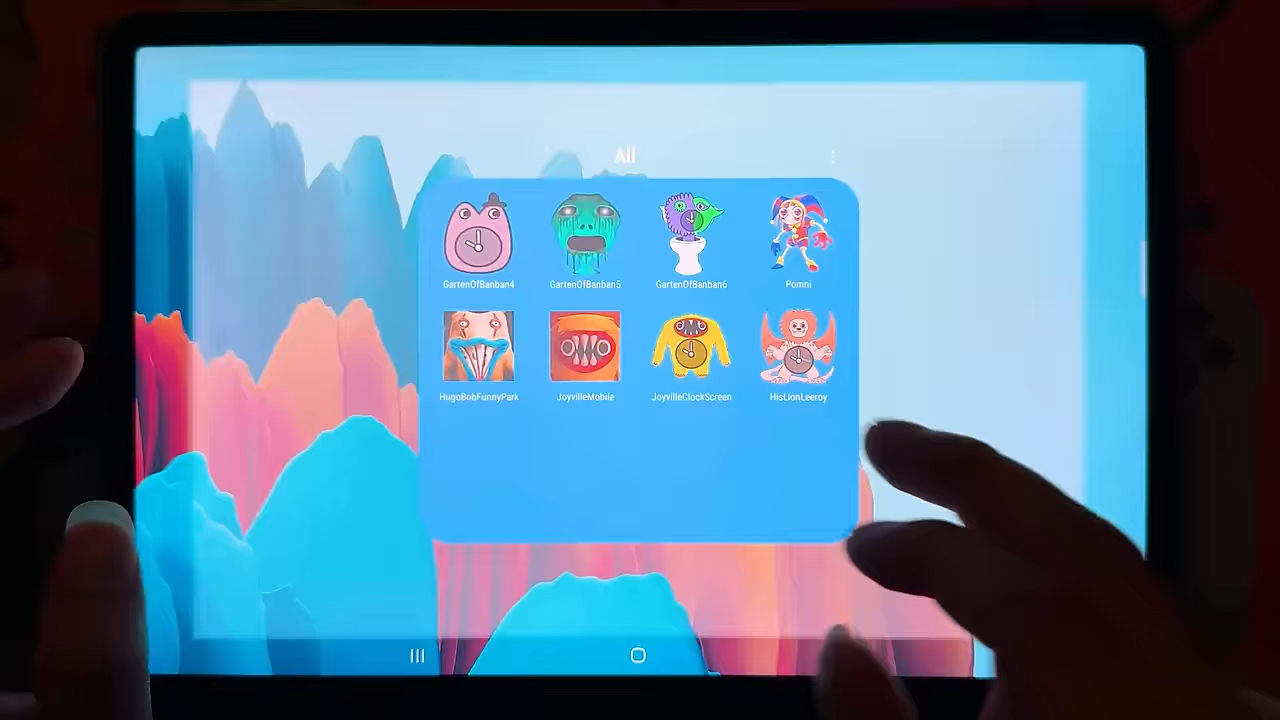 All
GartenOfBanban4 GartenOfBanban5 GartenOfBanban6 Pomni
HugoBobFunnyPark JoyvilleMobile JoyvilleClockScreen HisLionLeeroy